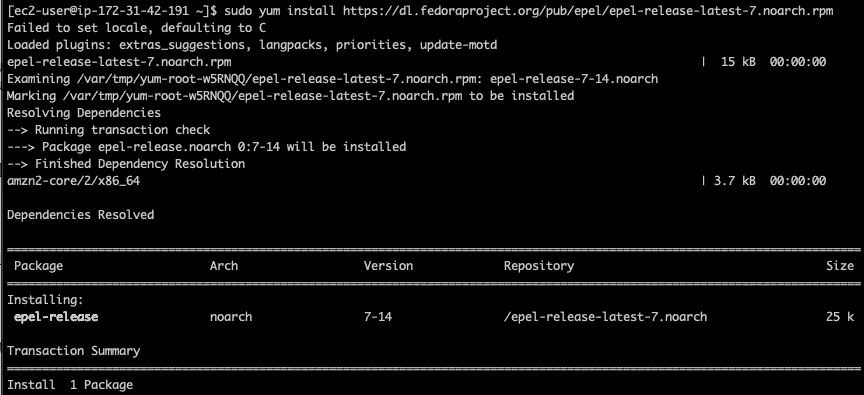 [ec2-user@ip-172-31-42-191 ~]$ sudo yum install https://dl.fedoraproject.org/pub/epel/epel-release-latest-7.noarch.rpm
Failed to set locale, defaulting to C
Loaded plugins: extras_suggestions, langpacks, priorities, update-motd
epel-release-latest-7.noarch.rpm | 15 kB 00:00:00
Examining /var/tmp/yum-root-w5RNQQ/epel-release-latest-7.noarch.rpm: epel-release-7-14.noarch
Marking /var/tmp/yum-root-w5RNQQ/epel-release-latest-7.noarch.rpm to be installed
Resolving Dependencies
--> Running transaction check
---> Package epel-release.noarch 0:7-14 will be installed
--> Finished Dependency Resolution
amzn2-core/2/x86_64 | 3.7 kB 00:00:00
Dependencies Resolved
Package Arch Version Repository Size
Installing:
epel-release noarch 7-14 /epel-release-latest-7.noarch 25 k
Transaction Summary
Install 1 Package